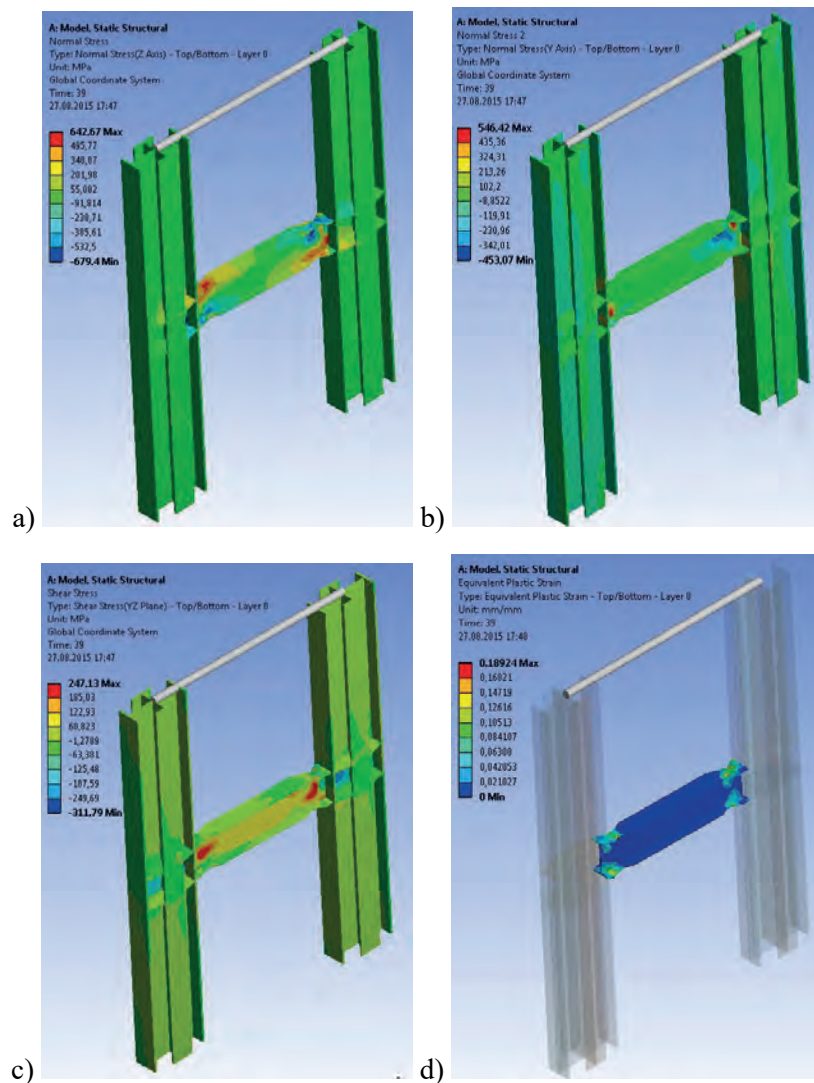 A: Model, Static Structural
Normal Stress
Type: Normal Stress(Z Axis) - Top/Bottom - Layer 0
Unit: MPa
Global Coordinate System
Time: 39
27.08.2015 17:47
642,67 Max
495,77
348,87
201,98
55,082
-91,814
-238,71
-385,61
-532,5
-679,4 Min
a)
A: Model, Static Structural
Normal Stress 2
Type: Normal Stress(Y Axis) - Top/Bottom - Layer 0
Unit: MPa
Global Coordinate System
Time: 39
27.08.2015 17:47
546,42 Max
435,36
324,31
213,26
102,2
-8,8522
-119,91
-230,96
-342,01
-453,07 Min
b)
A: Model, Static Structural
Shear Stress
Type: Shear Stress(YZ Plane) - Top/Bottom - Layer 0
Unit: MPa
Global Coordinate System
Time: 39
27.08.2015 17:47
247,13 Max
185,03
122,93
60,823
-1,2789
-63,381
-125,48
-187,59
-249,69
-311,79 Min
c)
A: Model, Static Structural
Equivalent Plastic Strain
Type: Equivalent Plastic Strain - Top/Bottom - Layer 0
Unit: mm/mm
Time: 39
27.08.2015 17:48
0,18924 Max
0,16821
0,14719
0,12616
0,10513
0,084107
0,06308
0,042053
0,021027
0 Min
d)